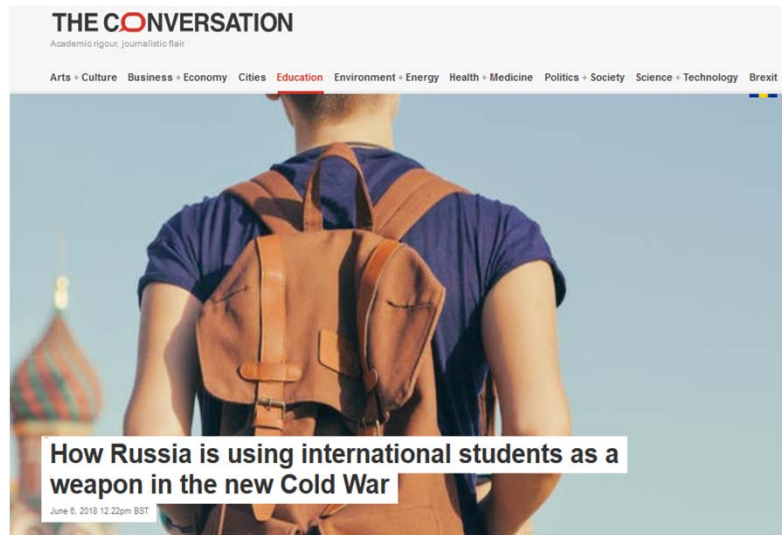 THE CONVERSATION
Academic rigour, journalistic flair
Arts + Culture Business + Economy Cities Education Environment + Energy Health + Medicine Politics + Society Science + Technology Brexit
How Russia is using international students as a
weapon in the new Cold War
June 6, 2018 12.22pm BST